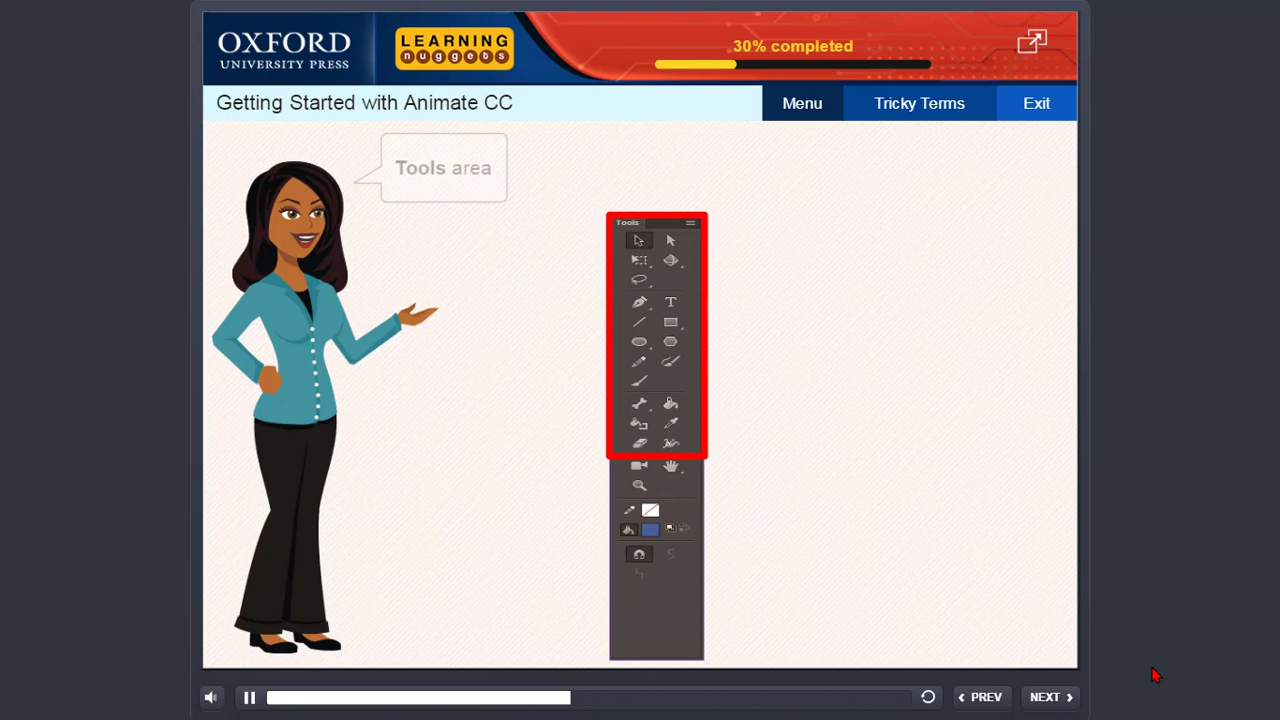 OXFORD
UNIVERSITY PRESS
LEARNING
nuggets
30% completed
Getting Started with Animate CC
Menu
Tricky Terms
Exit
Tools area
Tools
T
PREV
NEXT